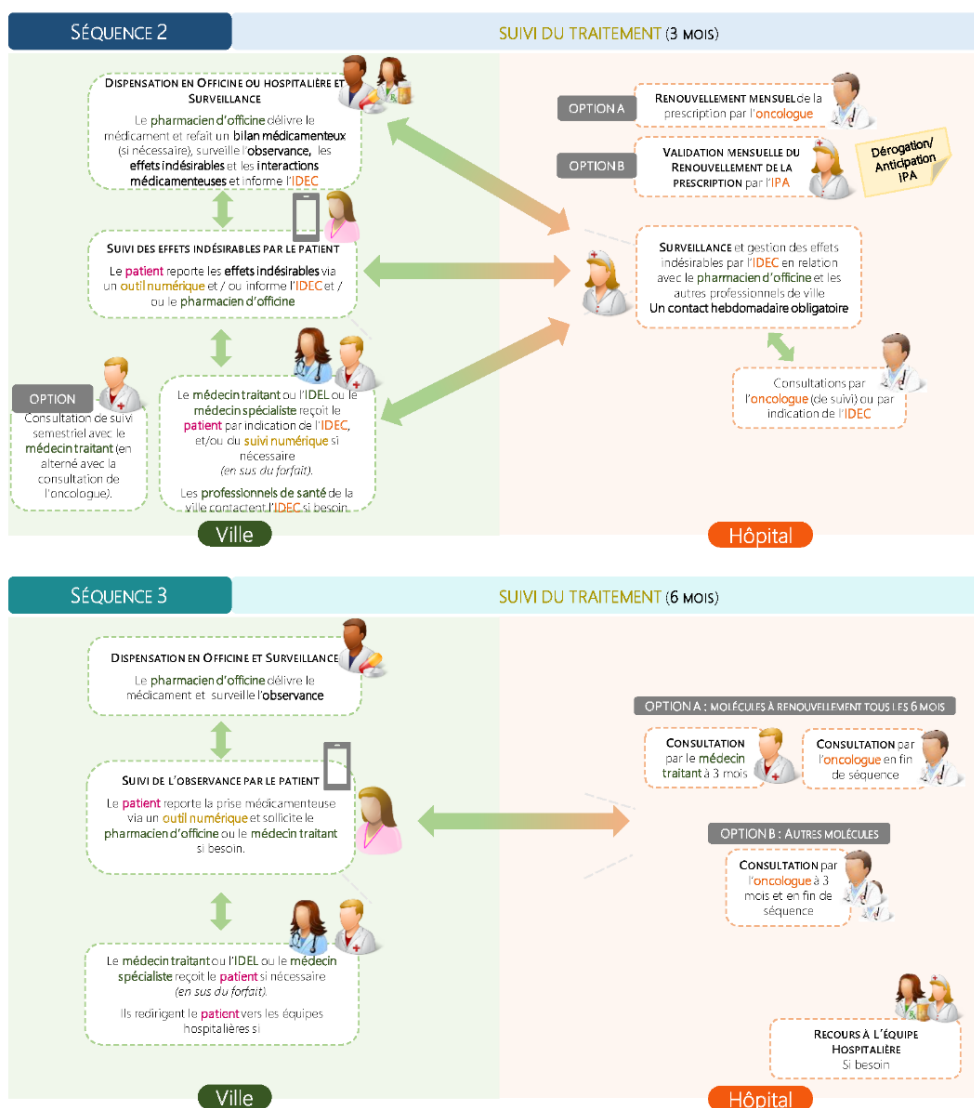 SÉQUENCE 2
SUIVI DU TRAITEMENT (3 MOIS)
DISPENSATION EN OFFICINE OU HOSPITALIÈRE ET
SURVEILLANCE
Le pharmacien d'officine délivre le
médicament et refait un bilan médicamenteux
(si nécessaire), surveille l'observance, les
effets indésirables et les interactions
médicamenteuses et informe l'IDEC
SUIVI DES EFFETS INDÉSIRABLES PAR LE PATIENT
Le patient reporte les effets indésirables via
un outil numérique et / ou informe l'IDEC et /
ou le pharmacien d'officine
OPTION
Consultation de suivi
semestriel avec le
médecin traitant (en
alterné avec la
consultation de
l'oncologue).
Le médecin traitant ou l'IDEL ou le
médecin spécialiste reçoit le
patient par indication de l'IDEC,
et/ou du suivi numérique si
nécessaire
(en sus du forfait).
Les professionnels de santé de la
ville contactent l'IDEC si besoin
Ville
OPTION A
RENOUVELLEMENT MENSUEL de la
prescription par l'oncologue
OPTION B
VALIDATION MENSUELLE DU
RENOUVELLEMENT DE LA
PRESCRIPTION par l'IPA
Dérogation/
Anticipation
IPA
SURVEILLANCE et gestion des effets
indésirables par l'IDEC en relation
avec le pharmacien d'officine et les
autres professionnels de ville
Un contact hebdomadaire obligatoire
Consultations par
l'oncologue (de suivi) ou par
indication de l'IDEC
Hôpital
SÉQUENCE 3
SUIVI DU TRAITEMENT (6 MOIS)
DISPENSATION EN OFFICINE ET SURVEILLANCE
Le pharmacien d'officine délivre le
médicament et surveille l'observance
SUIVI DE L'OBSERVANCE PAR LE PATIENT
Le patient reporte la prise médicamenteuse
via un outil numérique et sollicite le
pharmacien d'officine ou le médecin traitant
si besoin.
Le médecin traitant ou l'IDEL ou le médecin
spécialiste reçoit le patient si nécessaire
(en sus du forfait).
Ils redirigent le patient vers les équipes
hospitalières si
Ville
OPTION A : MOLÉCULES À RENOUVELLEMENT TOUS LES 6 MOIS
CONSULTATION
par le médecin
traitant à 3 mois
CONSULTATION par
l'oncologue en fin
de séquence
OPTION B : AUTRES MOLÉCULES
CONSULTATION par
l'oncologue à 3
mois et en fin de
séquence
RECOURS À L'ÉQUIPE
HOSPITALIÈRE
Si besoin
Hôpital